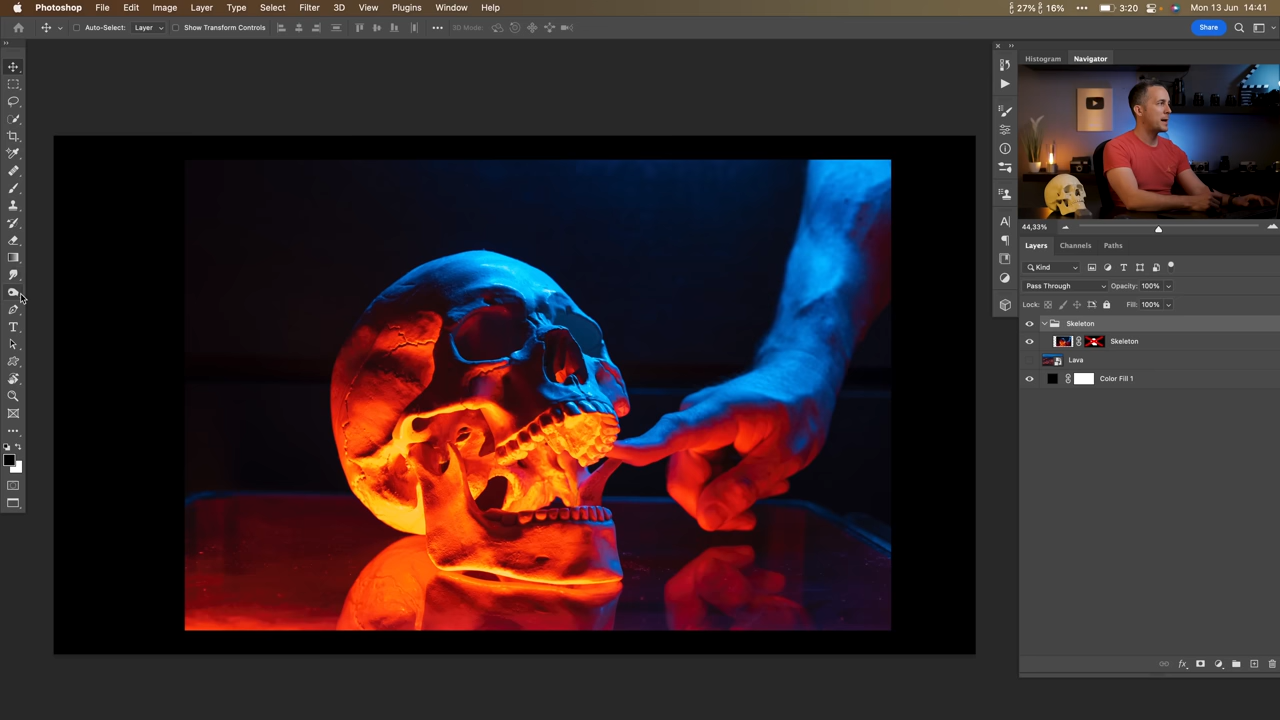 Photoshop File Edit Image Layer Type Select Filter 3D View Plugins Window Help 27% 16% 3:20 Mon 13 Jun 14:41
Auto-Select: Layer Show Transform Controls 3D Mode: Share
Histogram Navigator
44,33%
Layers Channels Paths
Kind
Pass Through Opacity: 100%
Lock: Fill: 100%
Skeleton
Skeleton
Lava
Color Fill 1